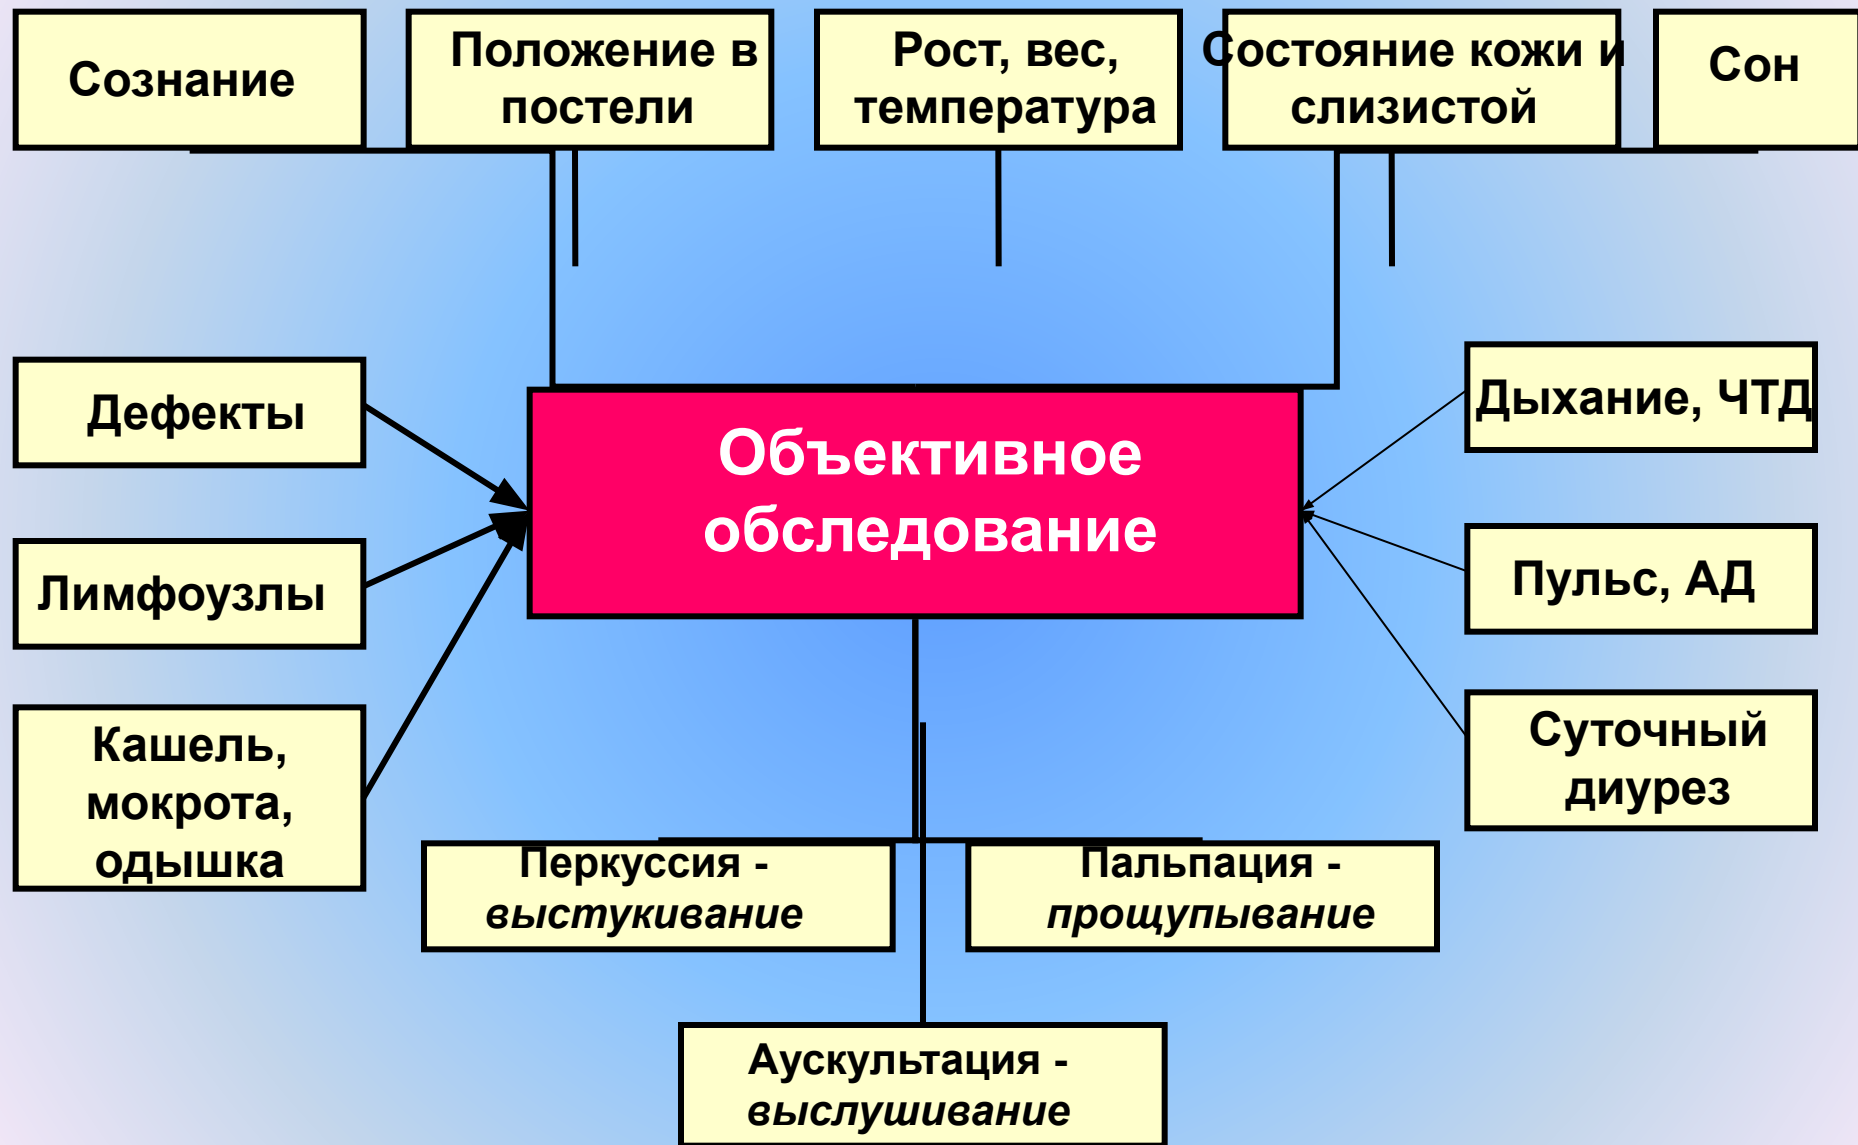 Сознание
Положение в
постели
Рост, вес,
температура
Состояние кожи и
слизистой
Сон
Дефекты
Лимфоузлы
Кашель,
мокрота,
одышка
Объективное
обследование
Дыхание, ЧТД
Пульс, АД
Суточный
диурез
Перкуссия -
выстукивание
Пальпация -
прощупывание
Аускультация -
выслушивание